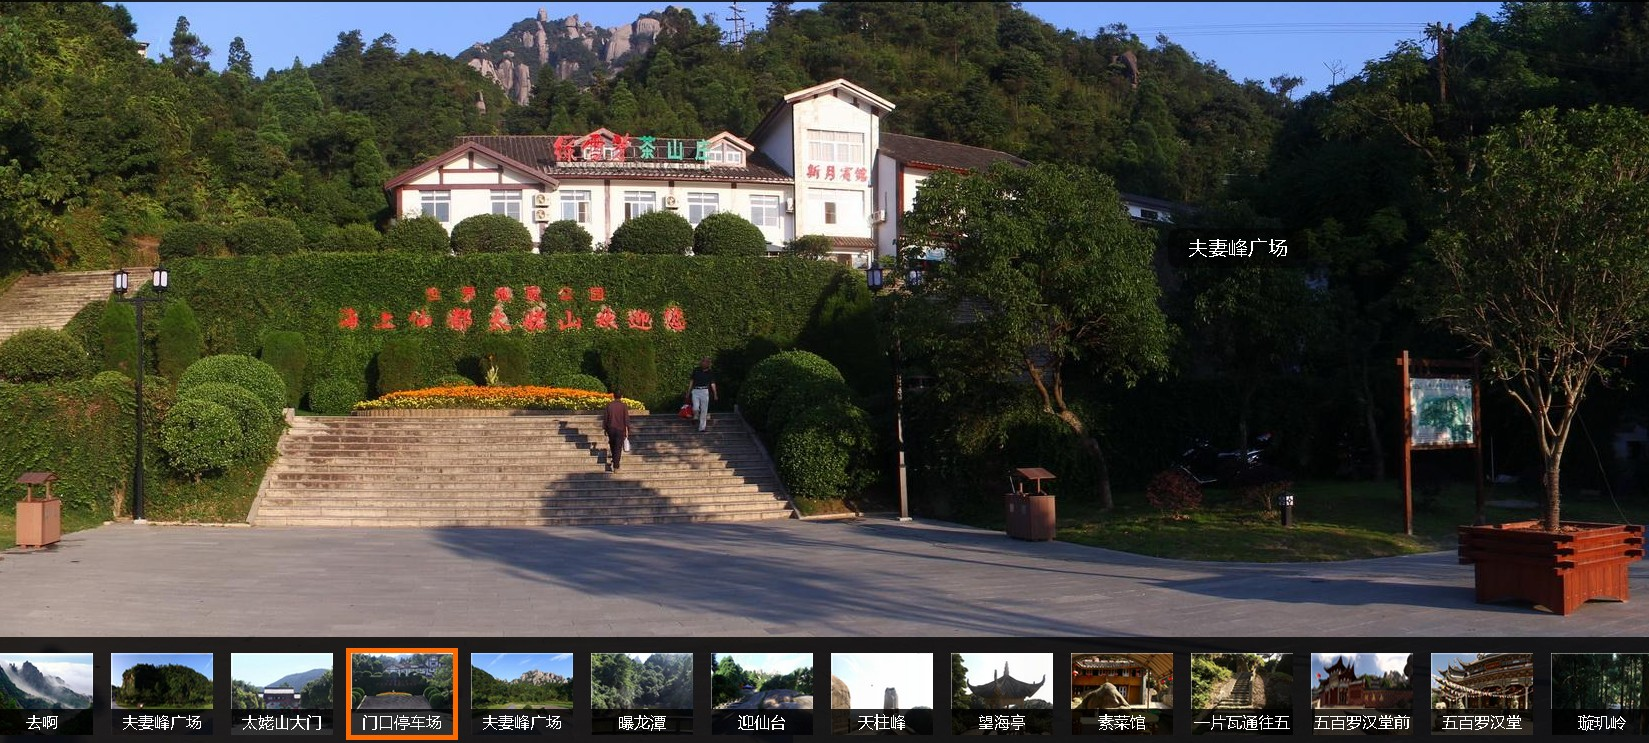 茶山庄
新月宾馆
夫妻峰广场
世界地质公园
海上仙都太姥山欢迎您
去啊
夫妻峰广场
太姥山大门
门口停车场
夫妻峰广场
曝龙潭
迎仙台
天柱峰
望海亭
素菜馆
一片瓦通往五
五百罗汉堂前
五百罗汉堂
璇玑岭